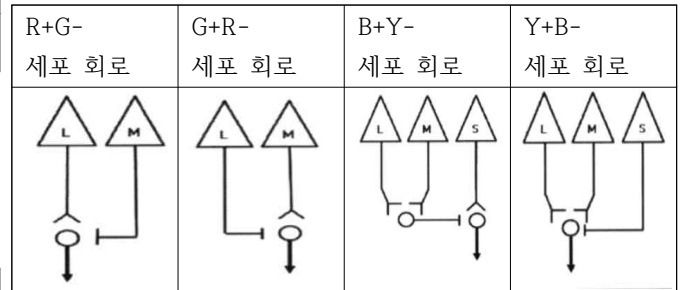 R+G-
세포 회로
G+R-
세포 회로
B+Y-
세포 회로
Y+B-
세포 회로
L M
L M
L M S
L M S